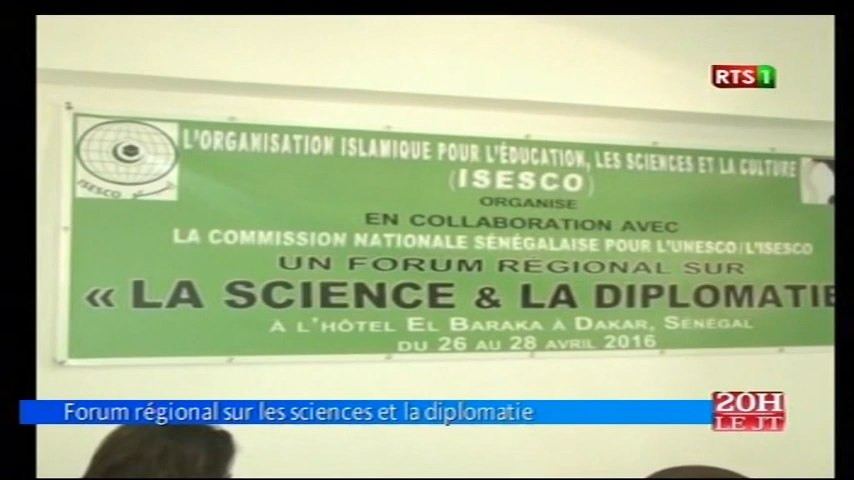 RTS1
L'ORGANISATION ISLAMIQUE POUR L'ÉDUCATION, LES SCIENCES ET LA CULTURE
(ISESCO)
ISESCO
ORGANISE
EN COLLABORATION AVEC
LA COMMISSION NATIONALE SÉNÉGALAISE POUR L'UNESCO/L'ISESCO
UN FORUM RÉGIONAL SUR
« LA SCIENCE & LA DIPLOMATIE
À L'HÔTEL EL BARAKA À DAKAR, SÉNÉGAL
DU 26 AU 28 AVRIL 2016
Forum régional sur les sciences et la diplomatie
20H
LE JT